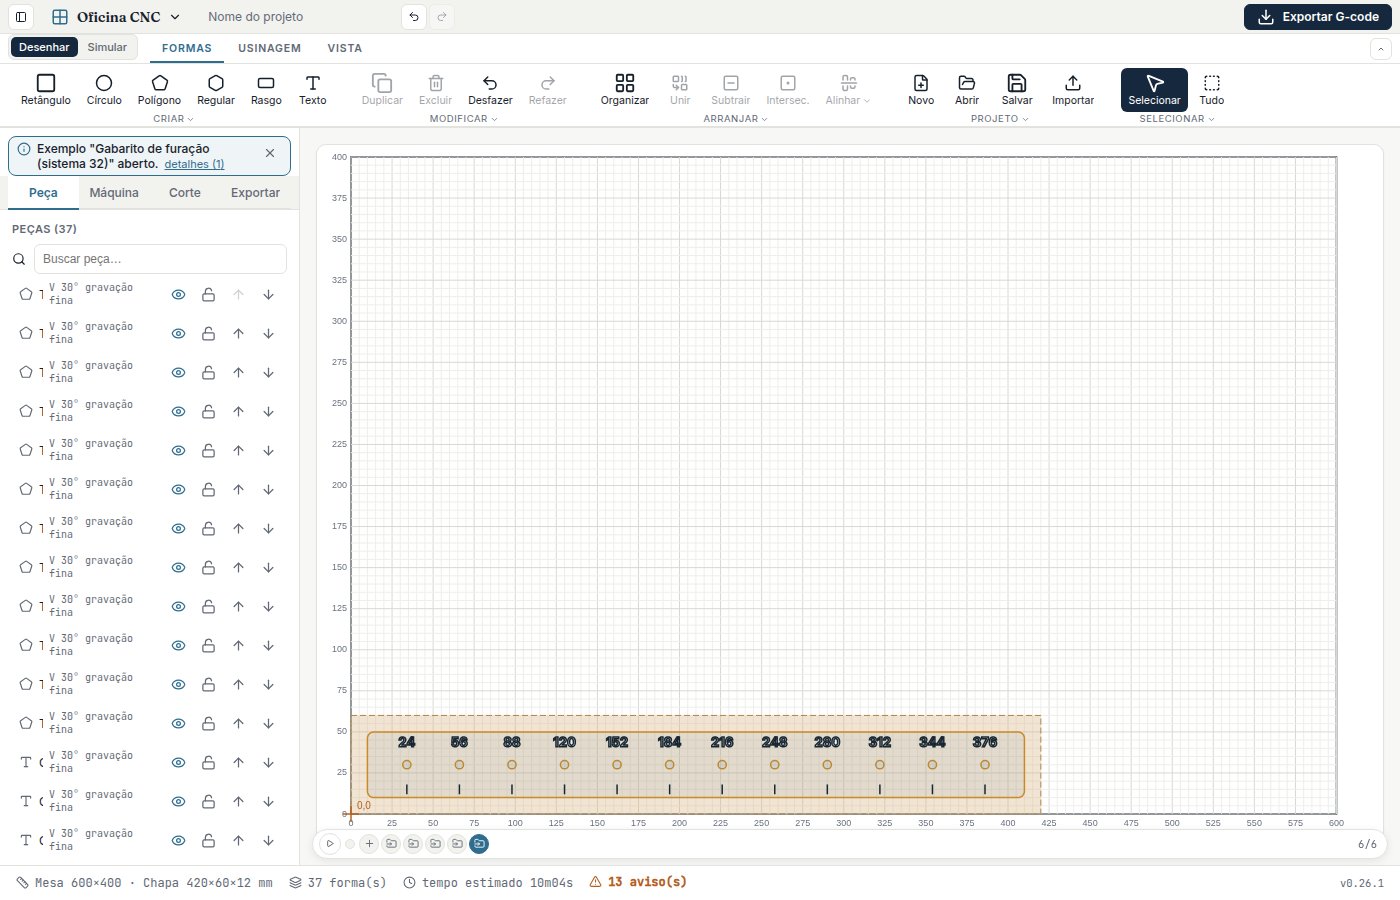 Oficina CNC
Nome do projeto
Exportar G-code
Desenhar
Simular
FORMAS
USINAGEM
VISTA
Retângulo
Círculo
Polígono
Regular
Rasgo
Texto
CRIAR
Duplicar
Excluir
Desfazer
Refazer
MODIFICAR
Organizar
Unir
Subtrair
Intersec.
Alinhar
ARRANJAR
Novo
Abrir
Salvar
Importar
PROJETO
Selecionar
Tudo
SELECIONAR
Exemplo "Gabarito de furação
(sistema 32)" aberto. detalhes (1)
Peça
Máquina
Corte
Exportar
PEÇAS (37)
Buscar peça…
V 30° gravação
fina
V 30° gravação
fina
V 30° gravação
fina
V 30° gravação
fina
V 30° gravação
fina
V 30° gravação
fina
V 30° gravação
fina
V 30° gravação
fina
V 30° gravação
fina
V 30° gravação
fina
V 30° gravação
fina
V 30° gravação
fina
V 30° gravação
fina
V 30° gravação
fina
V 30° gravação
fina
400
375
350
325
300
275
250
225
200
175
150
125
100
75
50
25
0
24 56 88 120 152 184 216 248 280 312 344 376
0,0
0 25 50 75 100 125 150 175 200 225 250 275 300 325 350 375 400 425 450 475 500 525 550 575 600
6/6
Mesa 600×400 · Chapa 420×60×12 mm
37 forma(s)
tempo estimado 10m04s
13 aviso(s)
v0.26.1